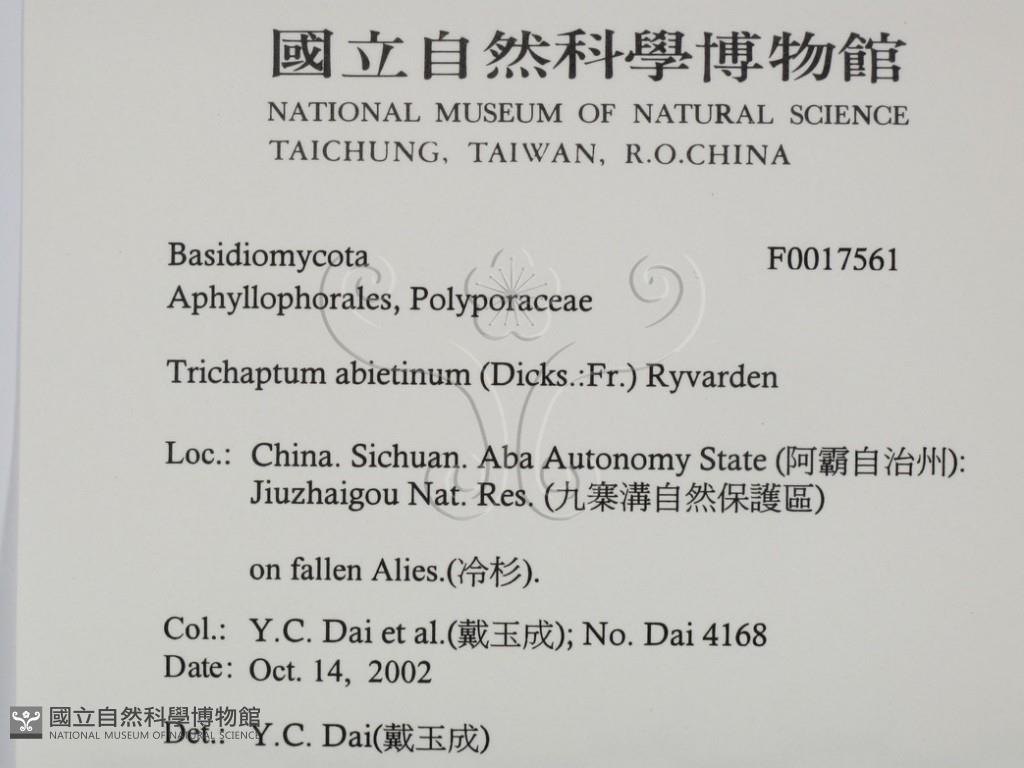 國立自然科學博物館
NATIONAL MUSEUM OF NATURAL SCIENCE
TAICHUNG, TAIWAN, R.O.CHINA
Basidiomycota F0017561
Aphyllophorales, Polyporaceae
Trichaptum abietinum (Dicks.:Fr.) Ryvarden
Loc.: China. Sichuan. Aba Autonomy State (阿霸自治州):
Jiuzhaigou Nat. Res. (九寨溝自然保護區)
on fallen Alies.(冷杉).
Col.: Y.C. Dai et al.(戴玉成); No. Dai 4168
Date: Oct. 14, 2002
Det.: Y.C. Dai(戴玉成)
國立自然科學博物館
NATIONAL MUSEUM OF NATURAL SCIENCE